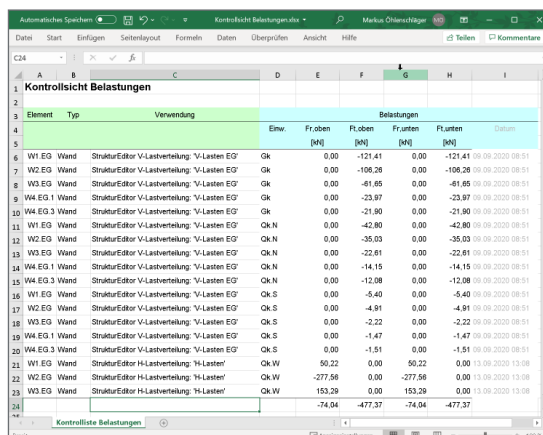 Automatisches Speichern Kontrollsicht Belastungen.xlsx Markus Öhlenschläger MO
Datei Start Einfügen Seitenlayout Formeln Daten Überprüfen Ansicht Hilfe Teilen Kommentare
C24 fx
A B C D E F G H I
1 Kontrollsicht Belastungen
2
3 Element Typ Verwendung Belastungen
4 Einw. Fr,oben Ft,oben Fr,unten Ft,unten Datum
5 [kN] [kN] [kN] [kN]
6 W1.EG Wand StrukturEditor V-Lastverteilung: 'V-Lasten EG' Gk 0,00 -121,41 0,00 -121,41 09.09.2020 08:51
7 W2.EG Wand StrukturEditor V-Lastverteilung: 'V-Lasten EG' Gk 0,00 -106,26 0,00 -106,26 09.09.2020 08:51
8 W3.EG Wand StrukturEditor V-Lastverteilung: 'V-Lasten EG' Gk 0,00 -61,65 0,00 -61,65 09.09.2020 08:51
9 W4.EG.1 Wand StrukturEditor V-Lastverteilung: 'V-Lasten EG' Gk 0,00 -23,97 0,00 -23,97 09.09.2020 08:51
10 W4.EG.3 Wand StrukturEditor V-Lastverteilung: 'V-Lasten EG' Gk 0,00 -21,90 0,00 -21,90 09.09.2020 08:51
11 W1.EG Wand StrukturEditor V-Lastverteilung: 'V-Lasten EG' Qk.N 0,00 -42,80 0,00 -42,80 09.09.2020 08:51
12 W2.EG Wand StrukturEditor V-Lastverteilung: 'V-Lasten EG' Qk.N 0,00 -35,03 0,00 -35,03 09.09.2020 08:51
13 W3.EG Wand StrukturEditor V-Lastverteilung: 'V-Lasten EG' Qk.N 0,00 -22,61 0,00 -22,61 09.09.2020 08:51
14 W4.EG.1 Wand StrukturEditor V-Lastverteilung: 'V-Lasten EG' Qk.N 0,00 -14,15 0,00 -14,15 09.09.2020 08:51
15 W4.EG.3 Wand StrukturEditor V-Lastverteilung: 'V-Lasten EG' Qk.N 0,00 -12,08 0,00 -12,08 09.09.2020 08:51
16 W1.EG Wand StrukturEditor V-Lastverteilung: 'V-Lasten EG' Qk.S 0,00 -5,40 0,00 -5,40 09.09.2020 08:51
17 W2.EG Wand StrukturEditor V-Lastverteilung: 'V-Lasten EG' Qk.S 0,00 -4,91 0,00 -4,91 09.09.2020 08:51
18 W3.EG Wand StrukturEditor V-Lastverteilung: 'V-Lasten EG' Qk.S 0,00 -2,22 0,00 -2,22 09.09.2020 08:51
19 W4.EG.1 Wand StrukturEditor V-Lastverteilung: 'V-Lasten EG' Qk.S 0,00 -1,47 0,00 -1,47 09.09.2020 08:51
20 W4.EG.3 Wand StrukturEditor V-Lastverteilung: 'V-Lasten EG' Qk.S 0,00 -1,51 0,00 -1,51 09.09.2020 08:51
21 W1.EG Wand StrukturEditor H-Lastverteilung: 'H-Lasten' Qk.W 50,22 0,00 50,22 0,00 13.09.2020 13:08
22 W2.EG Wand StrukturEditor H-Lastverteilung: 'H-Lasten' Qk.W -277,56 0,00 -277,56 0,00 13.09.2020 13:08
23 W3.EG Wand StrukturEditor H-Lastverteilung: 'H-Lasten' Qk.W 153,29 0,00 153,29 0,00 13.09.2020 13:08
24 -74,04 -477,37 -74,04 -477,37
Kontrollliste Belastungen